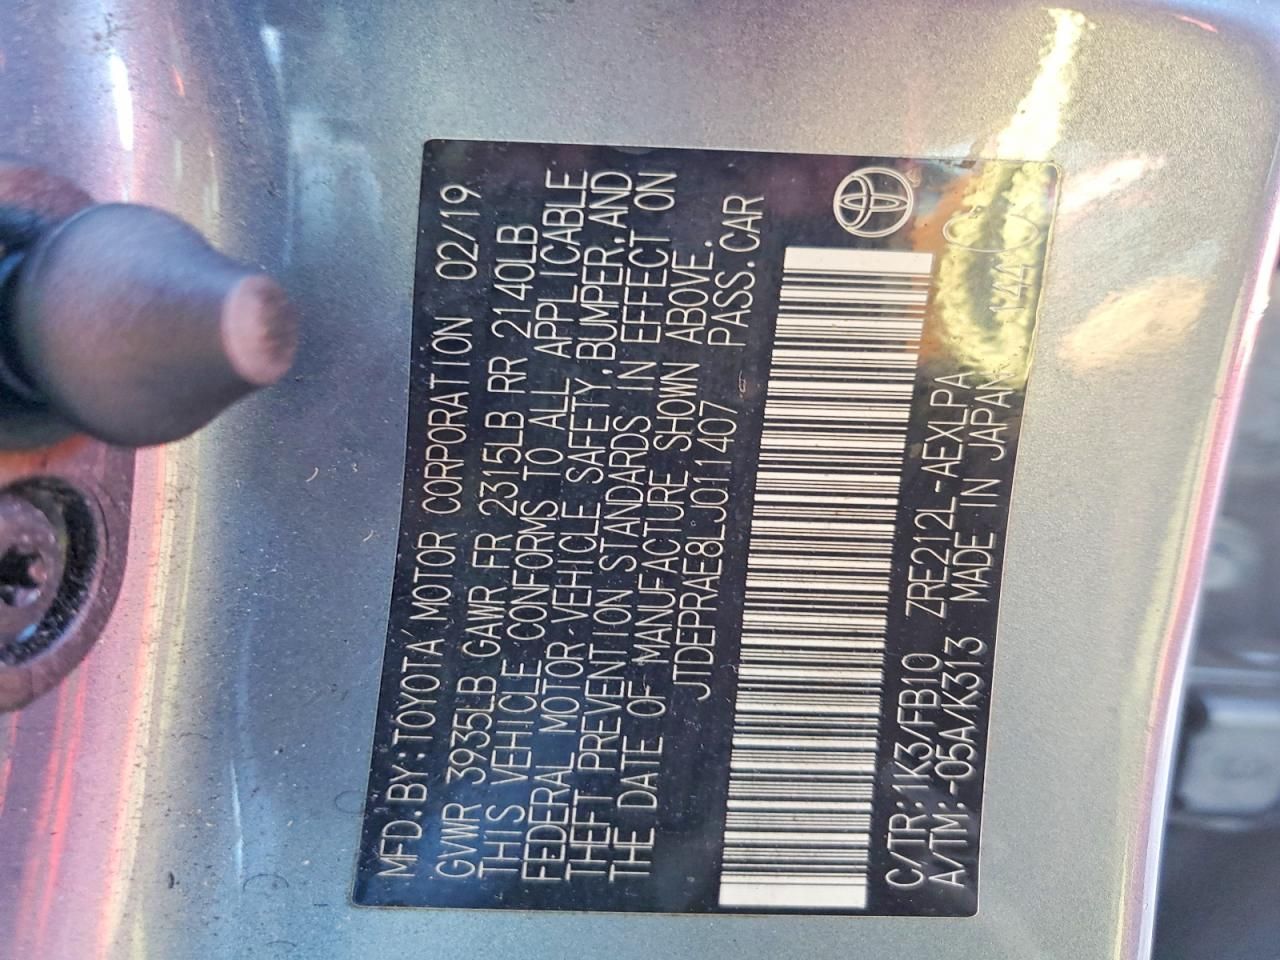 MFD. BY: TOYOTA MOTOR CORPORATION 02/19
GVWR 3935LB GAWR FR 2315LB RR 2140LB
THIS VEHICLE CONFORMS TO ALL APPLICABLE
FEDERAL MOTOR VEHICLE SAFETY, BUMPER, AND
THEFT PREVENTION STANDARDS IN EFFECT ON
THE DATE OF MANUFACTURE SHOWN ABOVE.
JTDEPRAE8LJ011407 PASS. CAR
C/TR: 1K3/FB10 ZRE212L-AEXLPA
A/TM: -05A/K313 MADE IN JAPAN
144